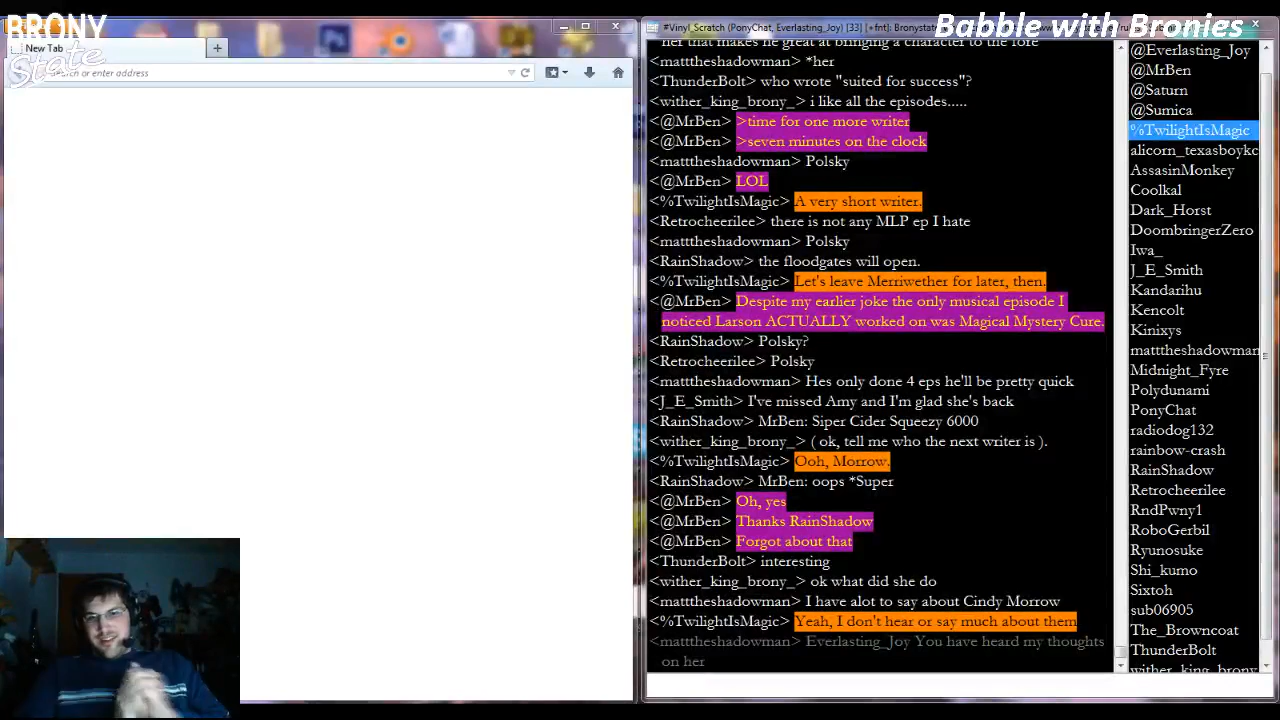 BRONY
State
New Tab
Search or enter address
#Vinyl_Scratch (PonyChat, Everlasting_Joy) [33] [+fnt]: Bronystate
Babble with Bronies
her that makes he great at bringing a character to the fore
<matttheshadowman> *her
<ThunderBolt> who wrote "suited for success"?
<wither_king_brony_> i like all the episodes.....
<@MrBen> >time for one more writer
<@MrBen> >seven minutes on the clock
<matttheshadowman> Polsky
<@MrBen> LOL
<%TwilightIsMagic> A very short writer.
<Retrocheerilee> there is not any MLP ep I hate
<matttheshadowman> Polsky
<RainShadow> the floodgates will open.
<%TwilightIsMagic> Let's leave Merriwether for later, then.
<@MrBen> Despite my earlier joke the only musical episode I
noticed Larson ACTUALLY worked on was Magical Mystery Cure.
<RainShadow> Polsky?
<Retrocheerilee> Polsky
<matttheshadowman> Hes only done 4 eps he'll be pretty quick
<J_E_Smith> I've missed Amy and I'm glad she's back
<RainShadow> MrBen: Siper Cider Squeezy 6000
<wither_king_brony_> ( ok, tell me who the next writer is ).
<%TwilightIsMagic> Ooh, Morrow.
<RainShadow> MrBen: oops *Super
<@MrBen> Oh, yes
<@MrBen> Thanks RainShadow
<@MrBen> Forgot about that
<ThunderBolt> interesting
<wither_king_brony_> ok what did she do
<matttheshadowman> I have alot to say about Cindy Morrow
<%TwilightIsMagic> Yeah, I don't hear or say much about them
<matttheshadowman> Everlasting_Joy You have heard my thoughts
on her
@Everlasting_Joy
@MrBen
@Saturn
@Sumica
%TwilightIsMagic
alicorn_texasboykc
AssasinMonkey
Coolkal
Dark_Horst
DoombringerZero
Iwa_
J_E_Smith
Kandarihu
Kencolt
Kinixys
matttheshadowman
Midnight_Fyre
Polydunami
PonyChat
radiodog132
rainbow-crash
RainShadow
Retrocheerilee
RndPwny1
RoboGerbil
Ryunosuke
Shi_kumo
Sixtoh
sub06905
The_Browncoat
ThunderBolt
wither_king_brony